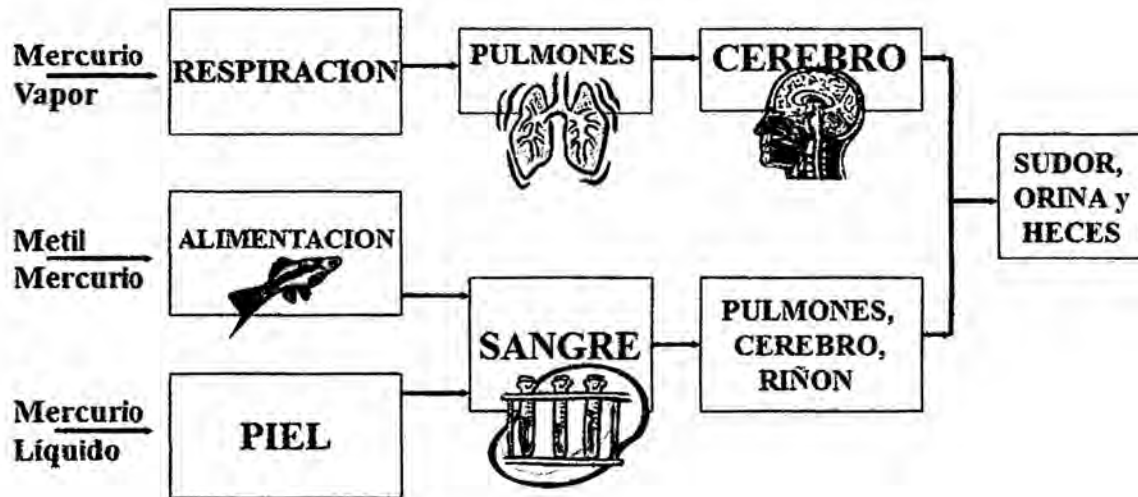 Mercurio
Vapor
RESPIRACION
PULMONES
CEREBRO
SUDOR,
ORINA y
HECES
Metil
Mercurio
ALIMENTACION
SANGRE
PULMONES,
CEREBRO,
RIÑON
Mercurio
Líquido
PIEL